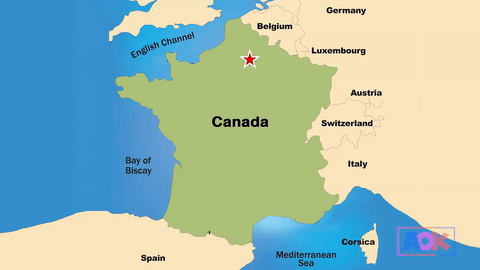 Germany
Belgium
English Channel
Luxembourg
Austria
Canada
Switzerland
Bay of
Biscay
Italy
Corsica
AOK
Mediterranean
Sea
Spain